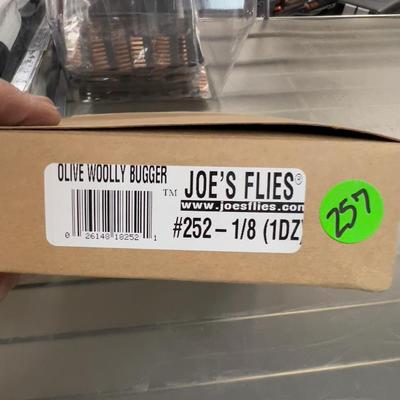 OLIVE WOOLLY BUGGER
™ JOE'S FLIES®
www.joesflies.com
#252-1/8 (1DZ)
0 26148 18252 1
257